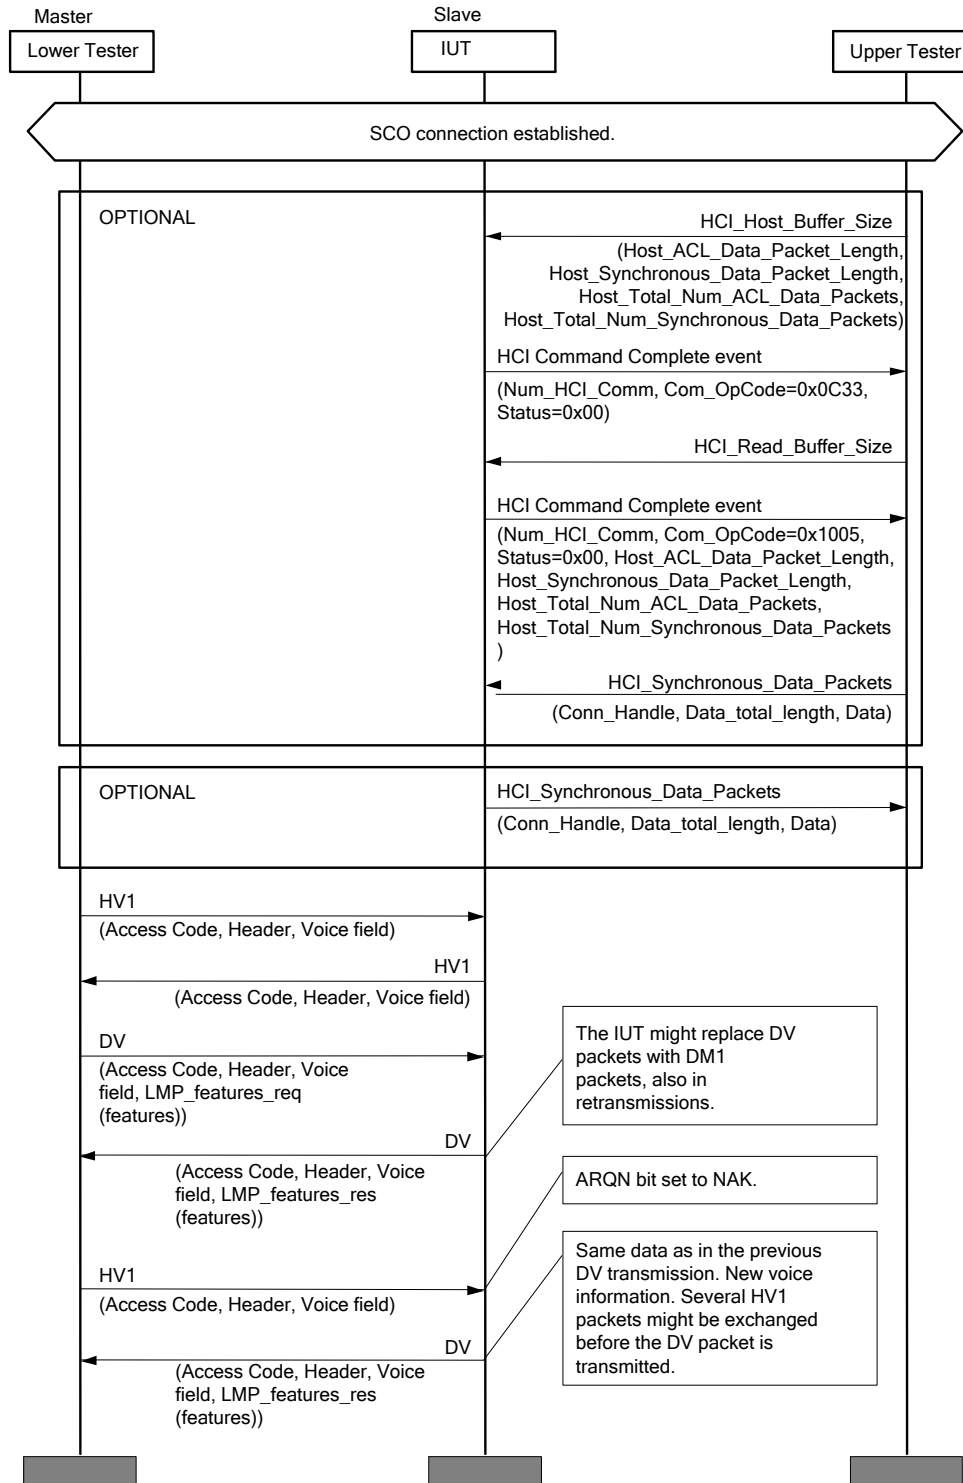 Master
Slave
Lower Tester
IUT
Upper Tester
SCO connection established.
OPTIONAL
HCI_Host_Buffer_Size
(Host_ACL_Data_Packet_Length,
Host_Synchronous_Data_Packet_Length,
Host_Total_Num_ACL_Data_Packets,
Host_Total_Num_Synchronous_Data_Packets)
HCI Command Complete event
(Num_HCI_Comm, Com_OpCode=0x0C33,
Status=0x00)
HCI_Read_Buffer_Size
HCI Command Complete event
(Num_HCI_Comm, Com_OpCode=0x1005,
Status=0x00, Host_ACL_Data_Packet_Length,
Host_Synchronous_Data_Packet_Length,
Host_Total_Num_ACL_Data_Packets,
Host_Total_Num_Synchronous_Data_Packets
)
HCI_Synchronous_Data_Packets
(Conn_Handle, Data_total_length, Data)
OPTIONAL
HCI_Synchronous_Data_Packets
(Conn_Handle, Data_total_length, Data)
HV1
(Access Code, Header, Voice field)
HV1
(Access Code, Header, Voice field)
DV
(Access Code, Header, Voice
field, LMP_features_req
(features))
The IUT might replace DV
packets with DM1
packets, also in
retransmissions.
DV
(Access Code, Header, Voice
field, LMP_features_res
(features))
ARQN bit set to NAK.
HV1
(Access Code, Header, Voice field)
Same data as in the previous
DV transmission. New voice
information. Several HV1
packets might be exchanged
before the DV packet is
transmitted.
DV
(Access Code, Header, Voice
field, LMP_features_res
(features))